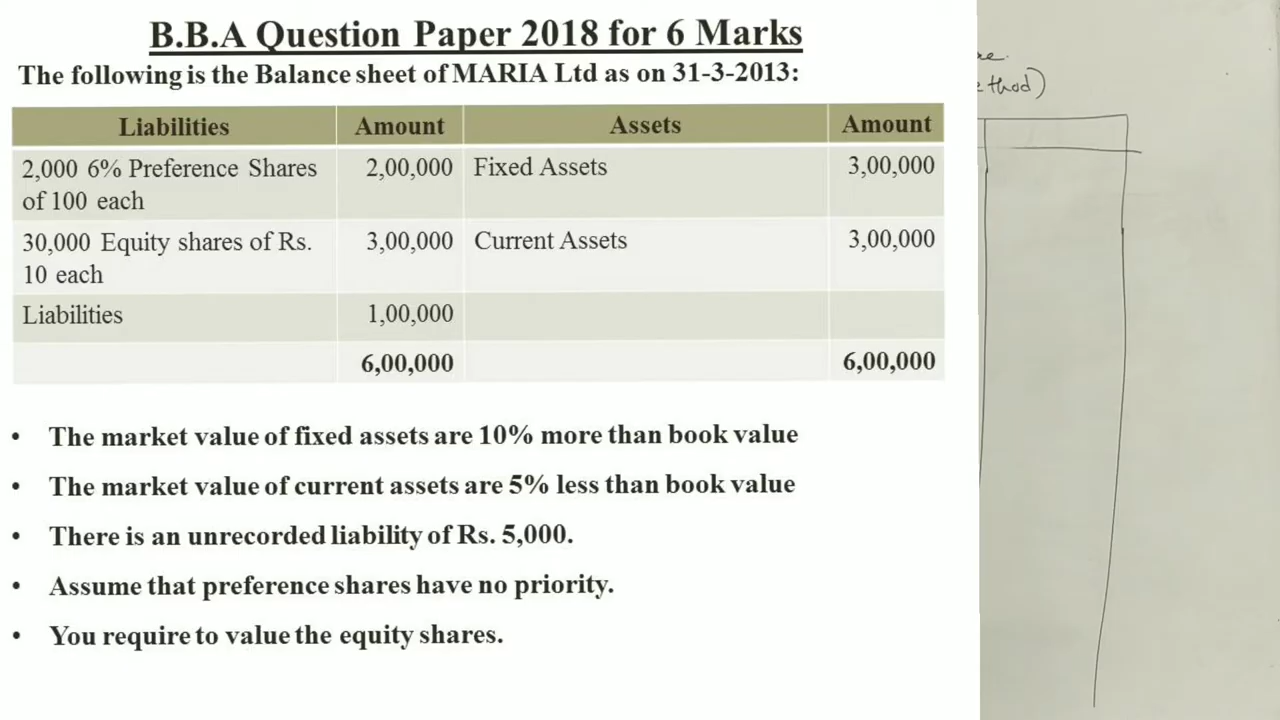 B.B.A Question Paper 2018 for 6 Marks
The following is the Balance sheet of MARIA Ltd as on 31-3-2013:
Liabilities Amount Assets Amount
2,000 6% Preference Shares of 100 each 2,00,000 Fixed Assets 3,00,000
30,000 Equity shares of Rs. 10 each 3,00,000 Current Assets 3,00,000
Liabilities 1,00,000
6,00,000 6,00,000
• The market value of fixed assets are 10% more than book value
• The market value of current assets are 5% less than book value
• There is an unrecorded liability of Rs. 5,000.
• Assume that preference shares have no priority.
• You require to value the equity shares.